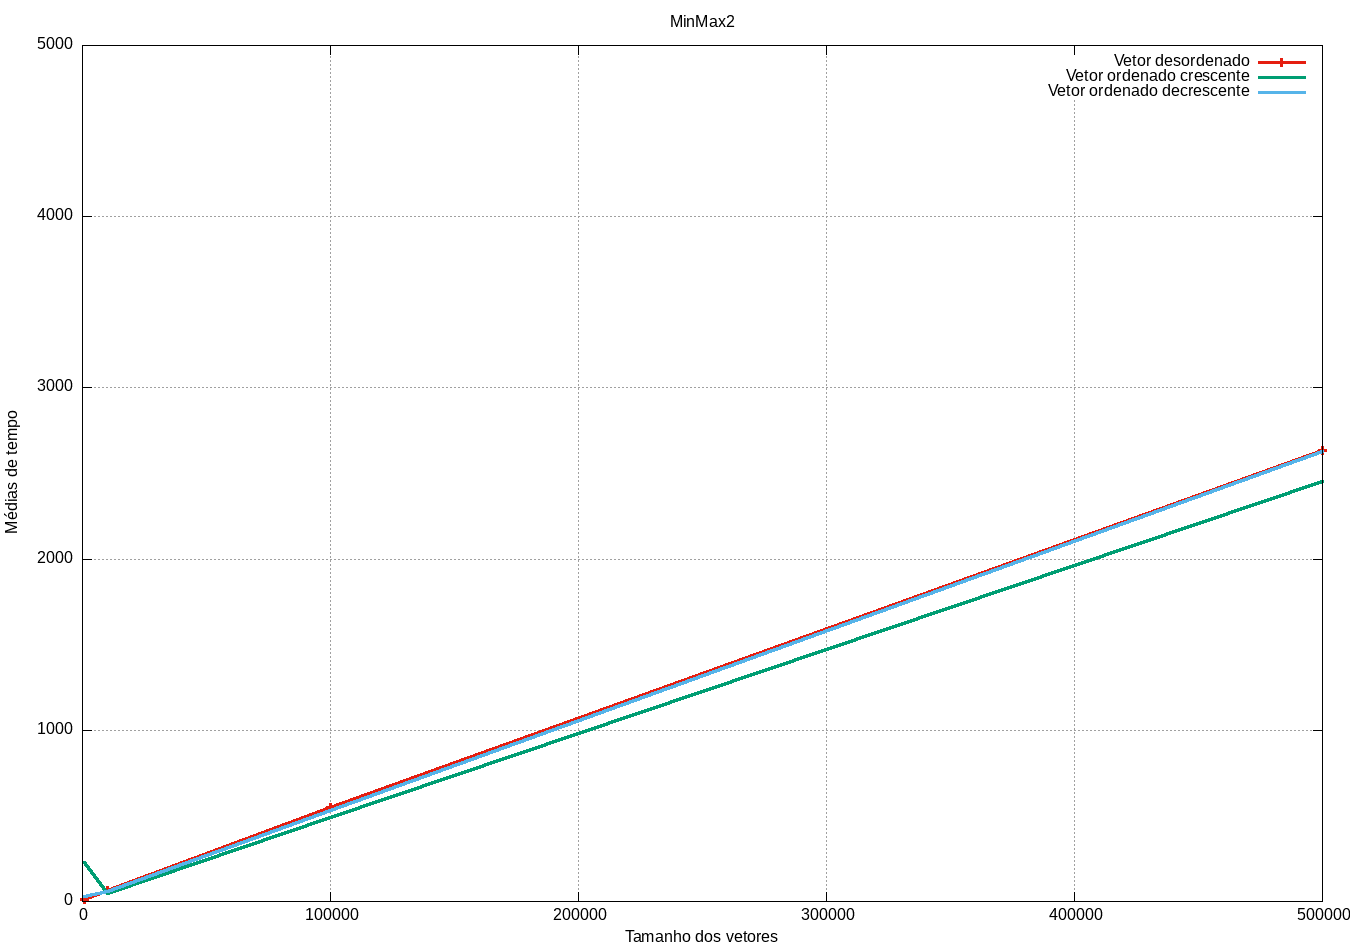 MinMax2
5000
4000
3000
2000
1000
0
Médias de tempo
Vetor desordenado
Vetor ordenado crescente
Vetor ordenado decrescente
0 100000 200000 300000 400000 500000
Tamanho dos vetores